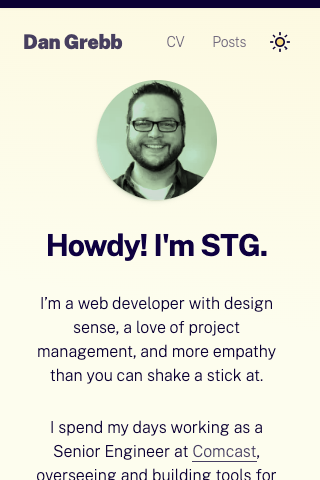 Dan Grebb
CV
Posts
Howdy! I'm STG.
I’m a web developer with design
sense, a love of project
management, and more empathy
than you can shake a stick at.
I spend my days working as a
Senior Engineer at Comcast,
overseeing and building tools for